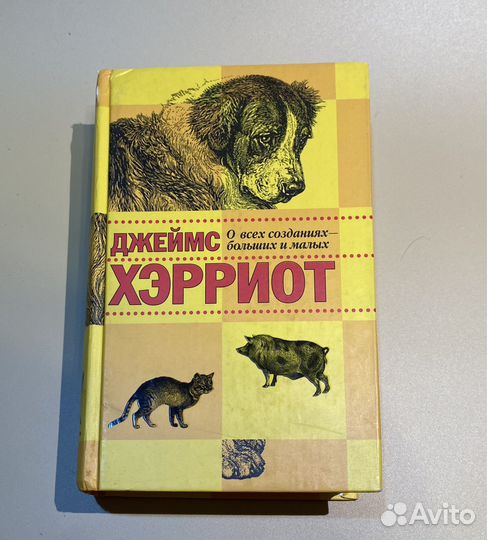 ДЖЕЙМС
О всех созданиях—
больших и малых
ХЭРРИОТ
Avito